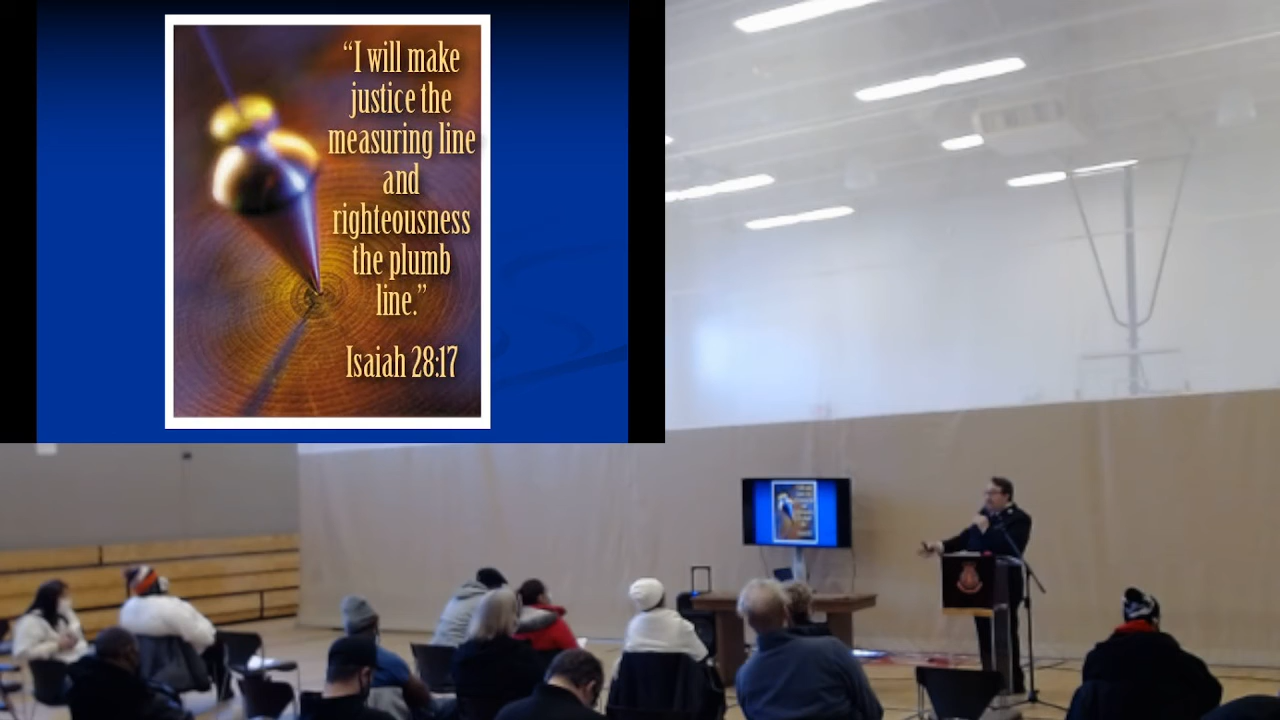 “I will make
justice the
measuring line
and
righteousness
the plumb
line.”
Isaiah 28:17